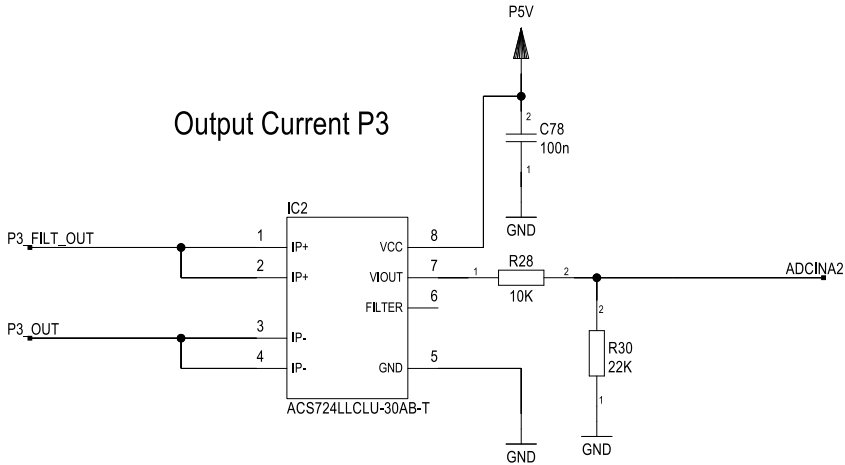 P5V
Output Current P3
2
C78
100n
1
GND
IC2
P3_FILT_OUT
1
IP+
VCC
8
2
IP+
VIOUT
7
1
R28
10K
2
ADCINA2
FILTER
6
P3_OUT
3
IP-
2
4
IP-
GND
5
R30
22K
1
ACS724LLCLU-30AB-T
GND
GND